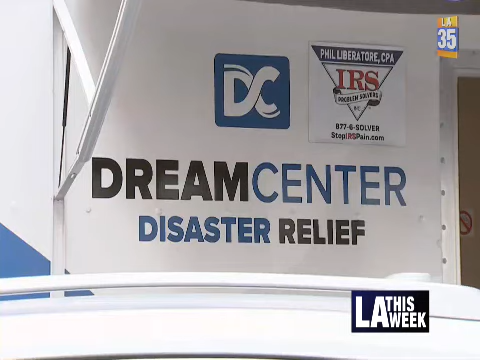 LA
35
DC
PHIL LIBERATORE, CPA
IRS
PROBLEM SOLVERS
877-6-SOLVER
StopIRSPain.com
DREAMCENTER
DISASTER RELIEF
LA THIS WEEK